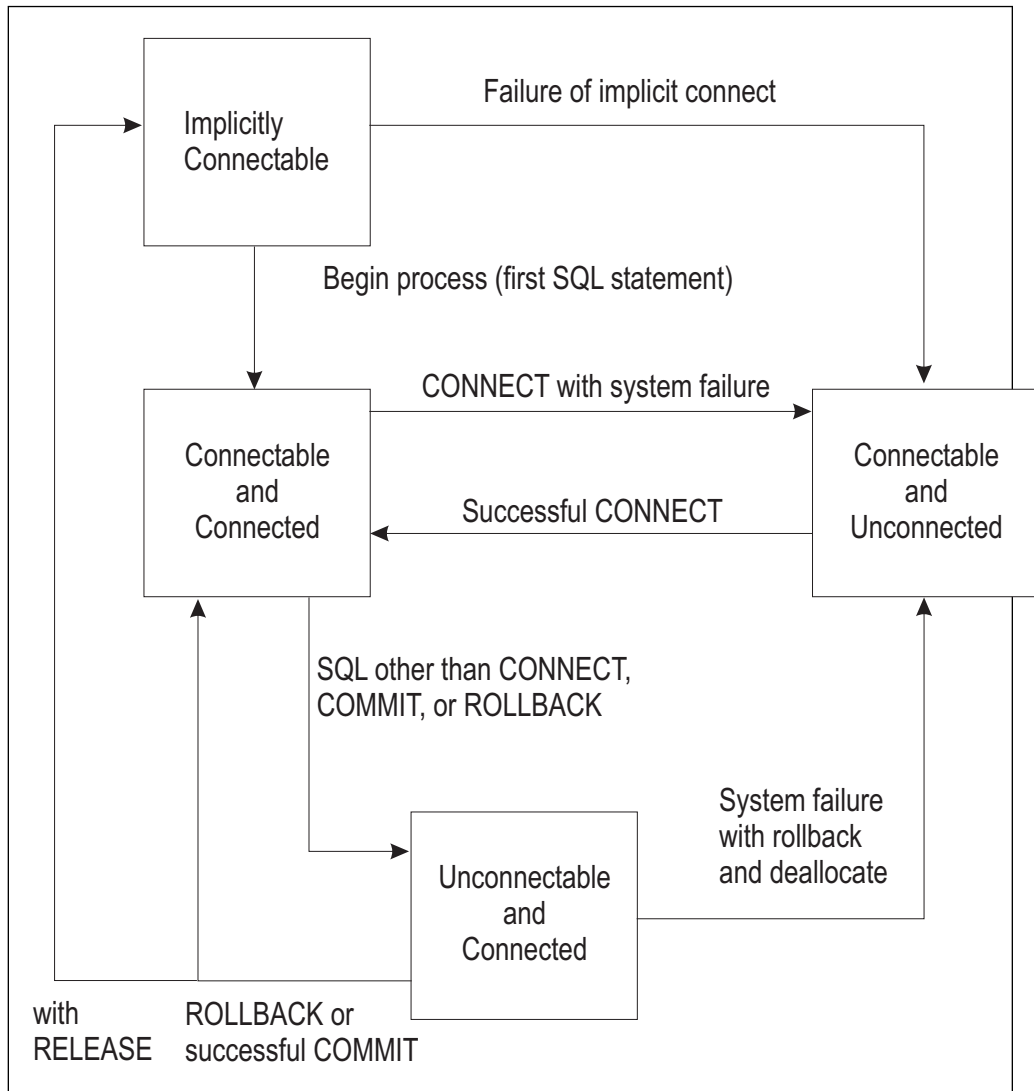 Implicitly
Connectable
Failure of implicit connect
Begin process (first SQL statement)
Connectable
and
Connected
CONNECT with system failure
Successful CONNECT
Connectable
and
Unconnected
SQL other than CONNECT,
COMMIT, or ROLLBACK
Unconnectable
and
Connected
System failure
with rollback
and deallocate
with
RELEASE
ROLLBACK or
successful COMMIT